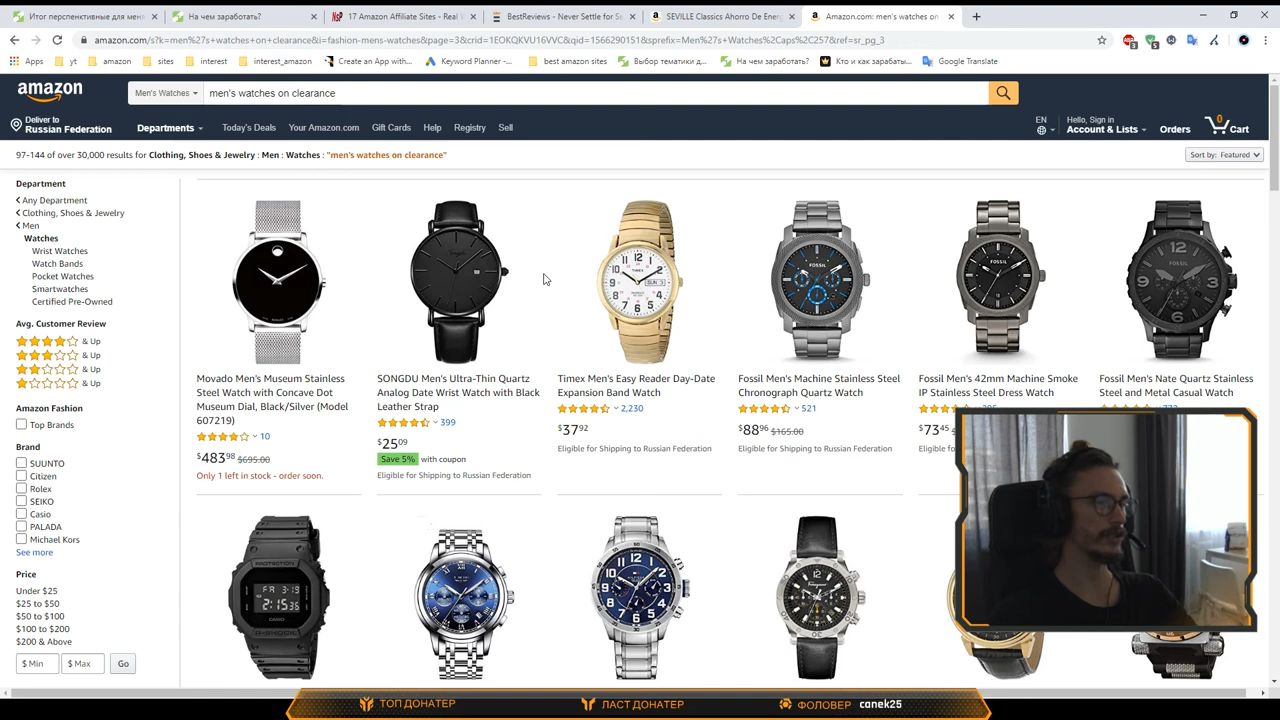 Итог перспенктивные для меня
На чем заработать?
17 Amazon Affiliate Sites - Real W
BestReviews - Never Settle for Se
SEVILLE Classics Ahorro De Energ
Amazon.com: men's watches on
amazon.com/s?k=men%27s+watches+on+clearance&i=fashion-mens-watches&page=3&crid=1EOKQKVU16VVC&qid=1566290151&sprefix=Men%27s+Watches%2Caps%2C257&ref=sr_pg_3
Apps
yt
amazon
sites
interest
interest_amazon
Create an App with...
Keyword Planner -...
best amazon sites
Выбор тематики д...
На чем заработать?
Кто и как зарабаты...
Google Translate
amazon
Men's Watches
men's watches on clearance
Deliver to
Russian Federation
Departments
Today's Deals
Your Amazon.com
Gift Cards
Help
Registry
Sell
EN
Hello, Sign in
Account & Lists
Orders
0
Cart
97-144 of over 30,000 results for Clothing, Shoes & Jewelry : Men : Watches : "men's watches on clearance"
Sort by: Featured
Department
Any Department
Clothing, Shoes & Jewelry
Men
Watches
Wrist Watches
Watch Bands
Pocket Watches
Smartwatches
Certified Pre-Owned
Avg. Customer Review
& Up
& Up
& Up
& Up
Amazon Fashion
Top Brands
Brand
SUUNTO
Citizen
Rolex
SEIKO
Casio
PALADA
Michael Kors
See more
Price
Under $25
$25 to $50
$50 to $100
$100 to $200
$200 & Above
$ Min
$ Max
Go
Movado Men's Museum Stainless
Steel Watch with Concave Dot
Museum Dial, Black/Silver (Model
607219)
10
$483.98 $695.00
Only 1 left in stock - order soon.
SONGDU Men's Ultra-Thin Quartz
Analog Date Wrist Watch with Black
Leather Strap
399
$25.09
Save 5% with coupon
Eligible for Shipping to Russian Federation
Timex Men's Easy Reader Day-Date
Expansion Band Watch
2,230
$37.92
Eligible for Shipping to Russian Federation
Fossil Men's Machine Stainless Steel
Chronograph Quartz Watch
521
$88.96 $165.00
Eligible for Shipping to Russian Federation
Fossil Men's 42mm Machine Smoke
IP Stainless Steel Dress Watch
$73.45
Fossil Men's Nate Quartz Stainless
Steel and Metal Casual Watch
ТОП ДОНАТЕР
ЛАСТ ДОНАТЕР
ФОЛОВЕР canek25